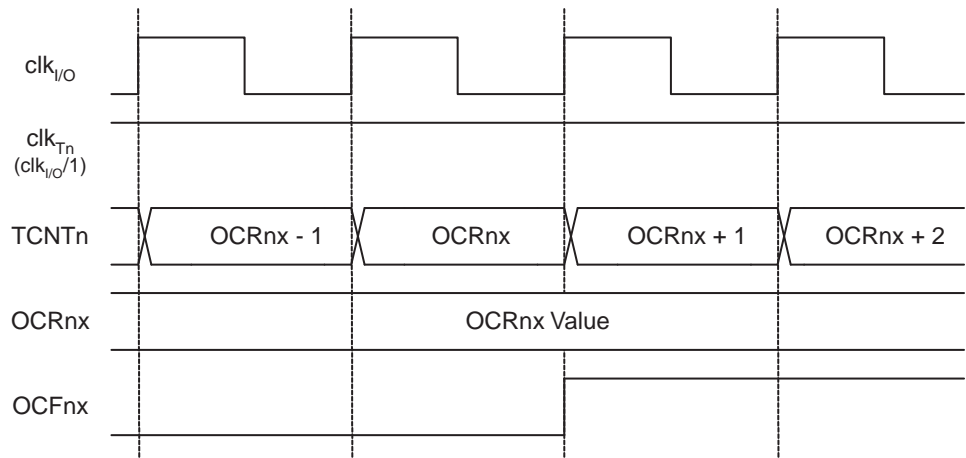 clkI/O
clkTn
(clkI/O/1)
TCNTn OCRnx - 1 OCRnx OCRnx + 1 OCRnx + 2
OCRnx OCRnx Value
OCFnx